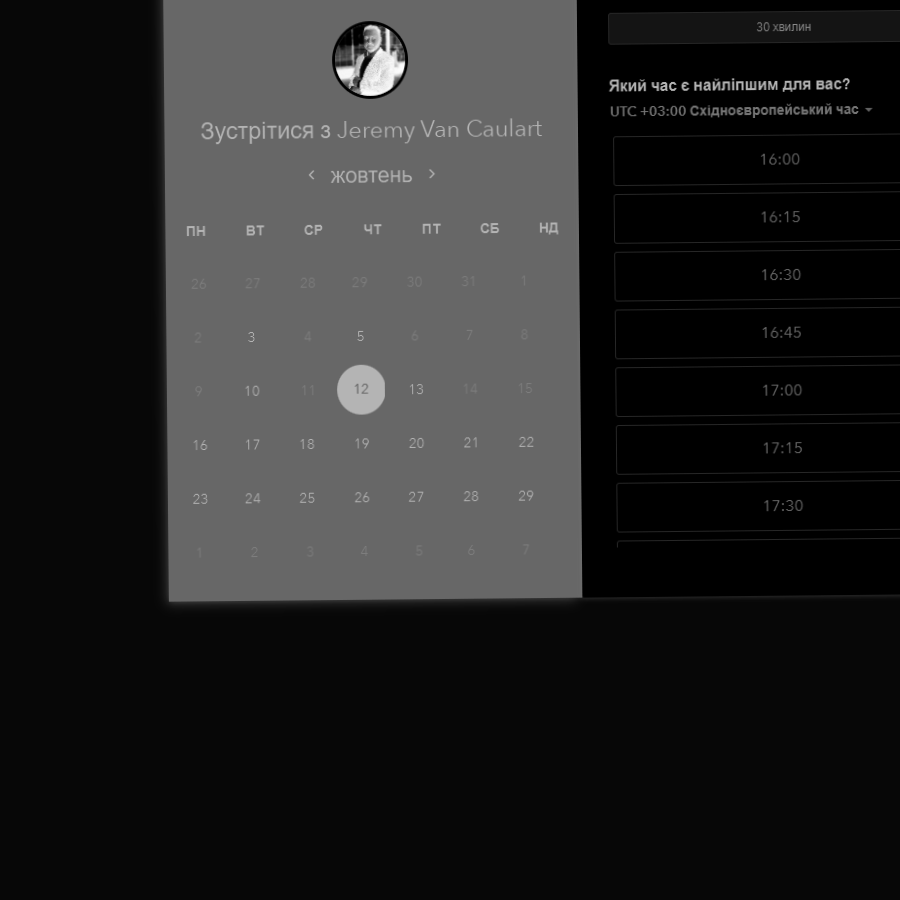 Зустрітися з Jeremy Van Caulart
‹ жовтень ›
ПН ВТ СР ЧТ ПТ СБ НД
26 27 28 29 30 31 1
2 3 4 5 6 7 8
9 10 11 12 13 14 15
16 17 18 19 20 21 22
23 24 25 26 27 28 29
1 2 3 4 5 6 7
30 хвилин
Який час є найліпшим для вас?
UTC +03:00 Східноєвропейський час
16:00
16:15
16:30
16:45
17:00
17:15
17:30